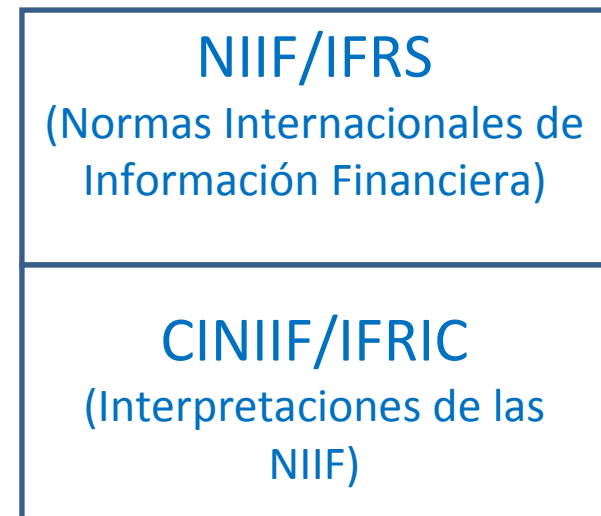 NIIF/IFRS
(Normas Internacionales de
Información Financiera)
CINIIF/IFRIC
(Interpretaciones de las
NIIF)